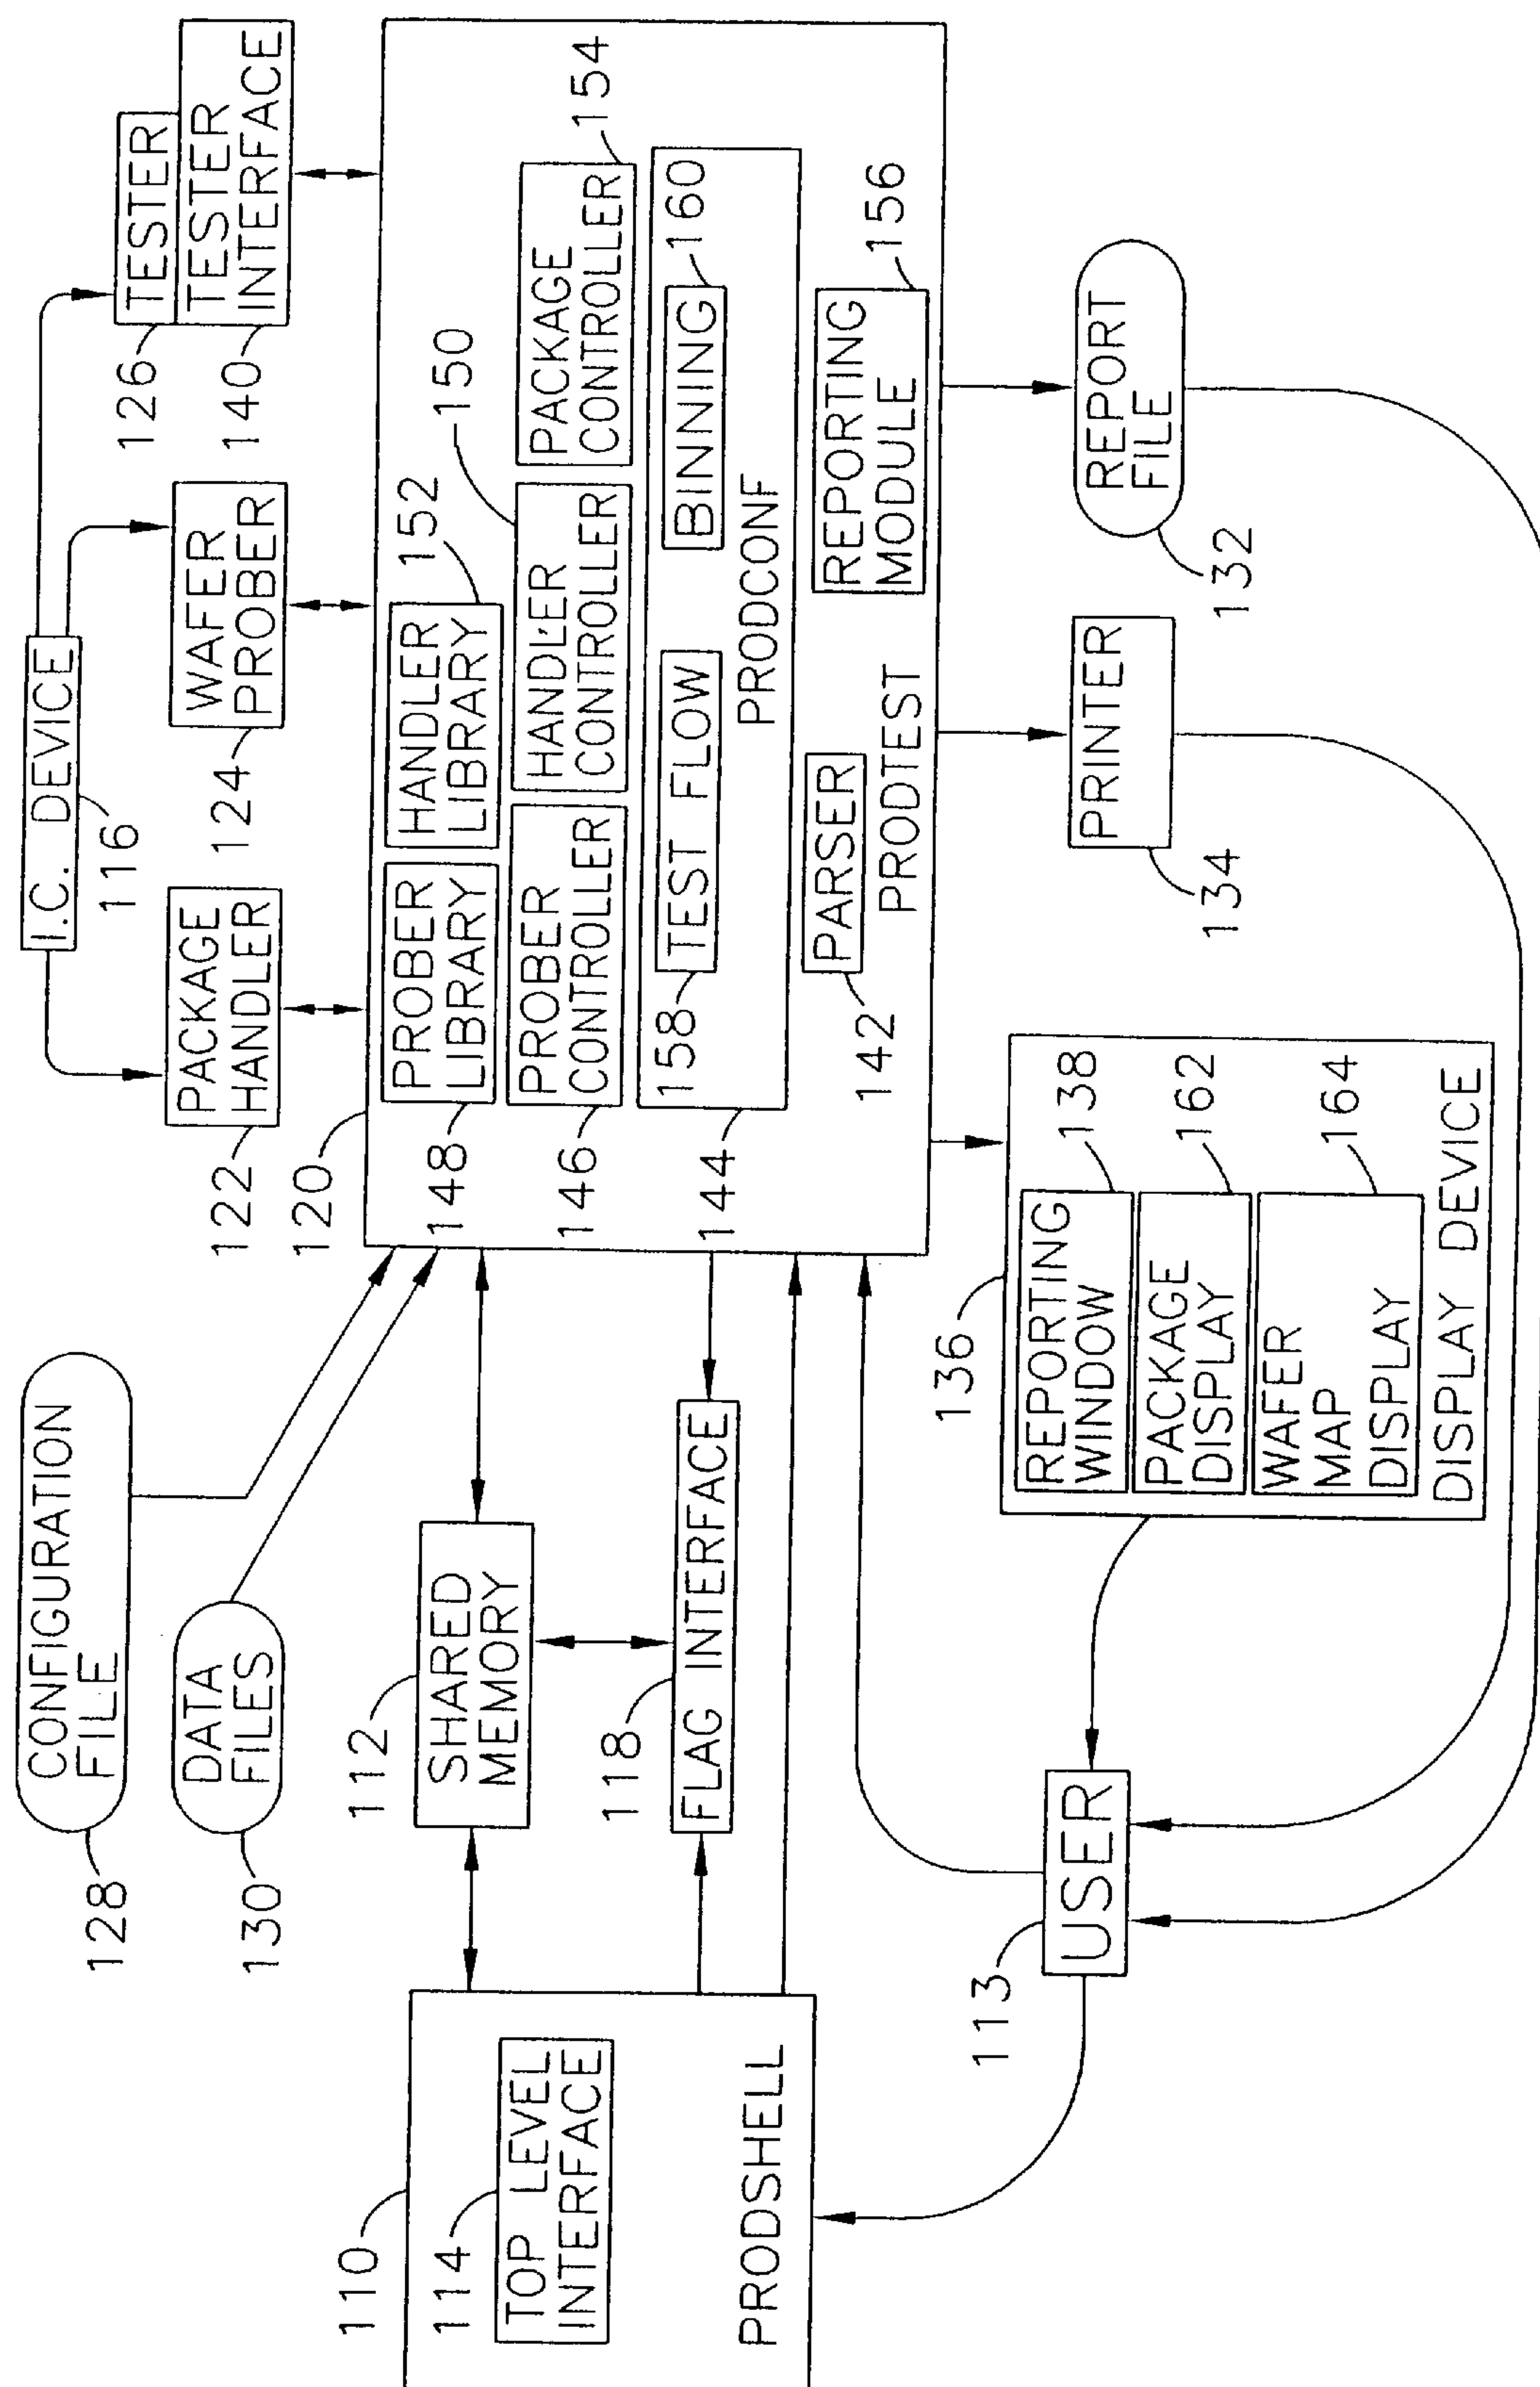 CONFIGURATION
FILE
128
DATA
FILES
130
I.C. DEVICE
116
PACKAGE
HANDLER
122
WAFER
PROBER
124
TESTER
126
TESTER
INTERFACE
140
110
114
TOP LEVEL
INTERFACE
PRODSHELL
112
SHARED
MEMORY
118
FLAG INTERFACE
120
148
PROBER
LIBRARY
HANDLER
LIBRARY
152
150
146
PROBER
CONTROLLER
HANDLER
CONTROLLER
PACKAGE
CONTROLLER
154
144
158
TEST FLOW
BINNING
160
PRODCONF
142
PARSER
REPORTING
MODULE
156
PRODTEST
113
USER
136
REPORTING
WINDOW
138
PACKAGE
DISPLAY
162
WAFER
MAP
DISPLAY
164
DISPLAY DEVICE
PRINTER
134
REPORT
FILE
132